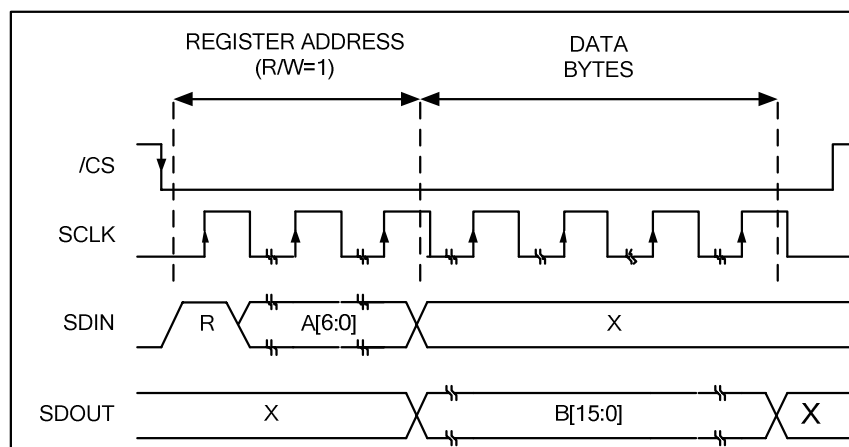 REGISTER ADDRESS
(R/W=1)
DATA
BYTES
/CS
SCLK
SDIN
R
A[6:0]
X
SDOUT
X
B[15:0]
X